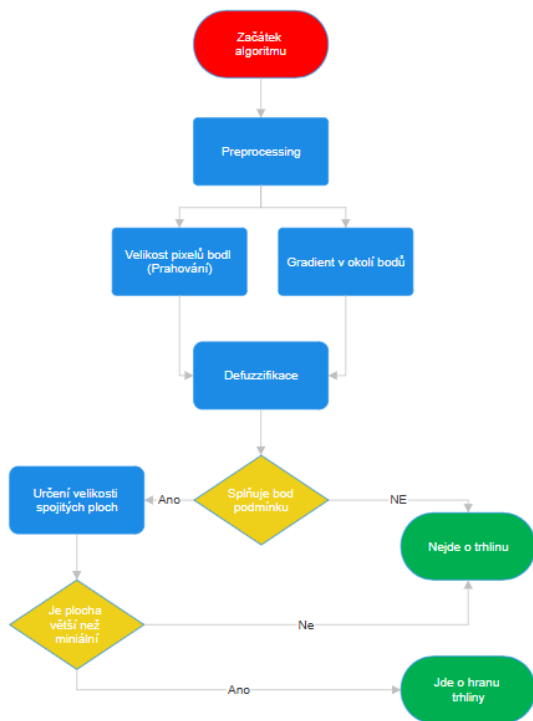 Začátek
algoritmu
Preprocessing
Velikost pixelů bodl
(Prahování)
Gradient v okolí bodů
Defuzzifikace
Splňuje bod
podmínku
Ano
NE
Určení velikosti
spojitých ploch
Nejde o trhlinu
Je plocha
větší než
miniální
Ne
Ano
Jde o hranu
trhliny